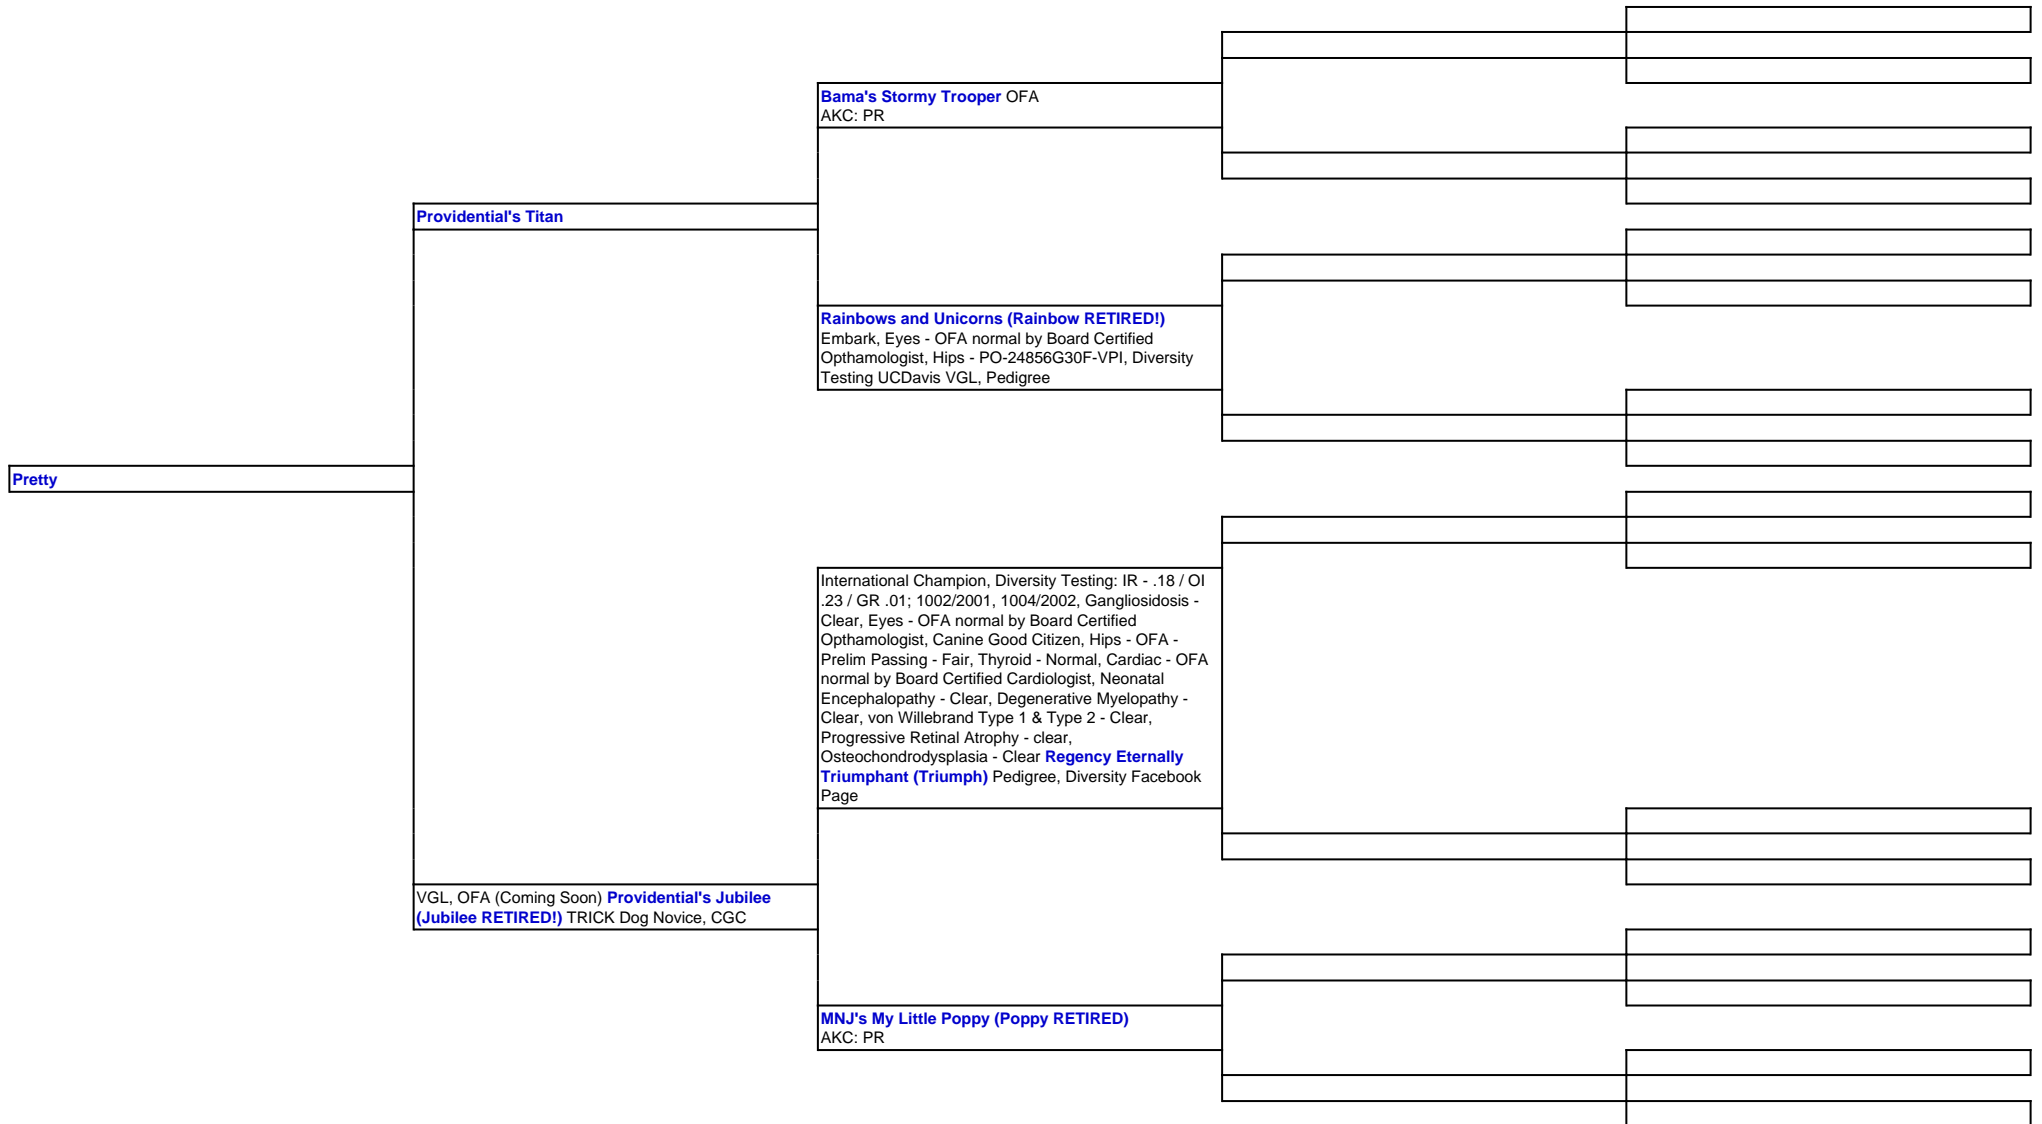 Bama's Stormy Trooper OFA
AKC: PR
Providential's Titan
Rainbows and Unicorns (Rainbow RETIRED!)
Embark, Eyes - OFA normal by Board Certified
Opthamologist, Hips - PO-24856G30F-VPI, Diversity
Testing UCDavis VGL, Pedigree
Pretty
International Champion, Diversity Testing: IR - .18 / OI
.23 / GR .01; 1002/2001, 1004/2002, Gangliosidosis -
Clear, Eyes - OFA normal by Board Certified
Opthamologist, Canine Good Citizen, Hips - OFA -
Prelim Passing - Fair, Thyroid - Normal, Cardiac - OFA
normal by Board Certified Cardiologist, Neonatal
Encephalopathy - Clear, Degenerative Myelopathy -
Clear, von Willebrand Type 1 & Type 2 - Clear,
Progressive Retinal Atrophy - clear,
Osteochondrodysplasia - Clear Regency Eternally
Triumphant (Triumph) Pedigree, Diversity Facebook
Page
VGL, OFA (Coming Soon) Providential's Jubilee
(Jubilee RETIRED!) TRICK Dog Novice, CGC
MNJ's My Little Poppy (Poppy RETIRED)
AKC: PR